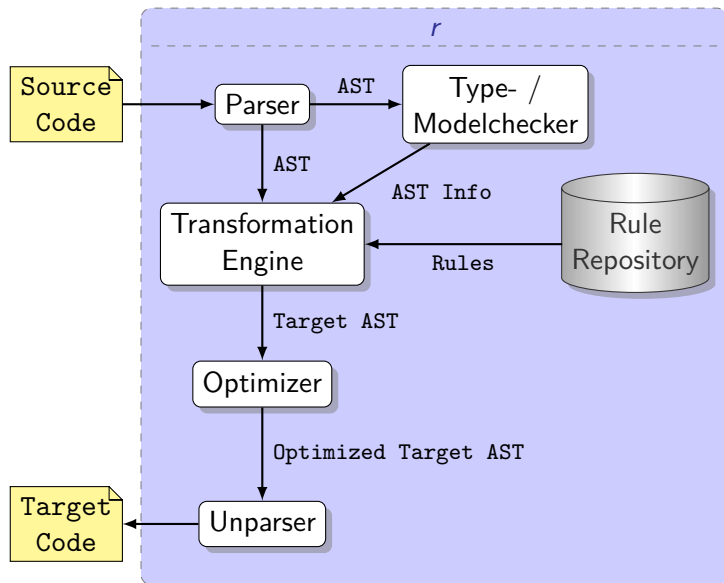 r
Source
Code
Parser
AST
Type- /
Modelchecker
AST
AST Info
Transformation
Engine
Rules
Rule
Repository
Target AST
Optimizer
Optimized Target AST
Target
Code
Unparser